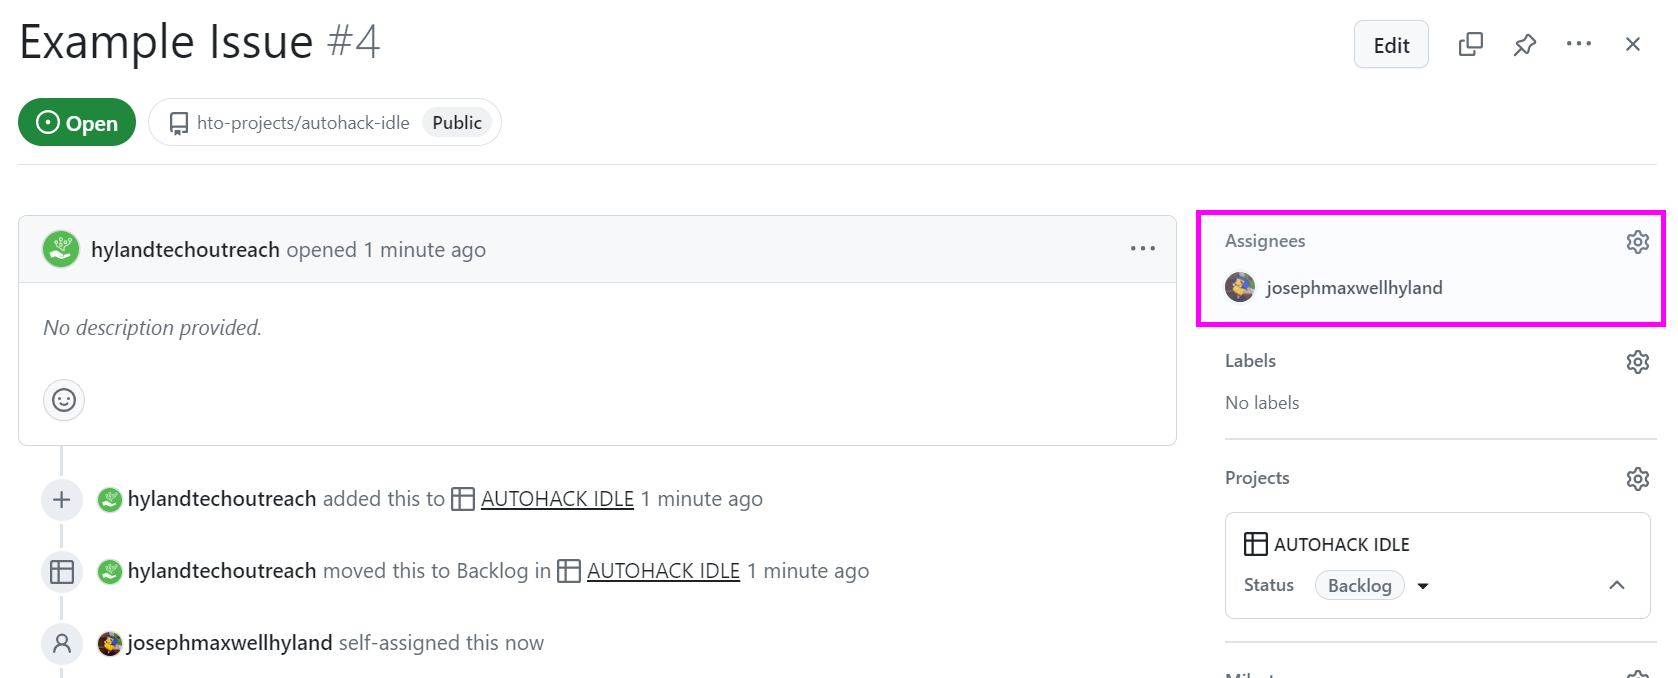 Example Issue #4
Edit
Open
hto-projects/autohack-idle Public
hylandtechoutreach opened 1 minute ago
No description provided.
hylandtechoutreach added this to AUTOHACK IDLE 1 minute ago
hylandtechoutreach moved this to Backlog in AUTOHACK IDLE 1 minute ago
josephmaxwellhyland self-assigned this now
Assignees
josephmaxwellhyland
Labels
No labels
Projects
AUTOHACK IDLE
Status Backlog